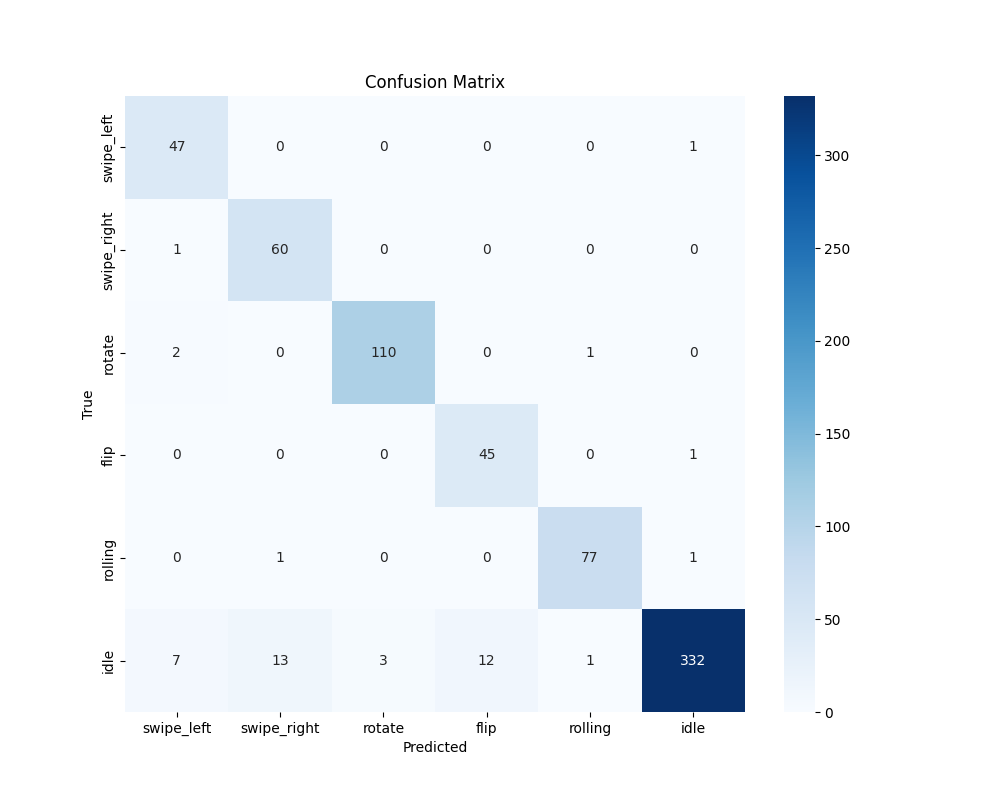 Confusion Matrix
True
swipe_left 47 0 0 0 0 1
swipe_right 1 60 0 0 0 0
rotate 2 0 110 0 1 0
flip 0 0 0 45 0 1
rolling 0 1 0 0 77 1
idle 7 13 3 12 1 332
swipe_left swipe_right rotate flip rolling idle
Predicted
300
250
200
150
100
50
0